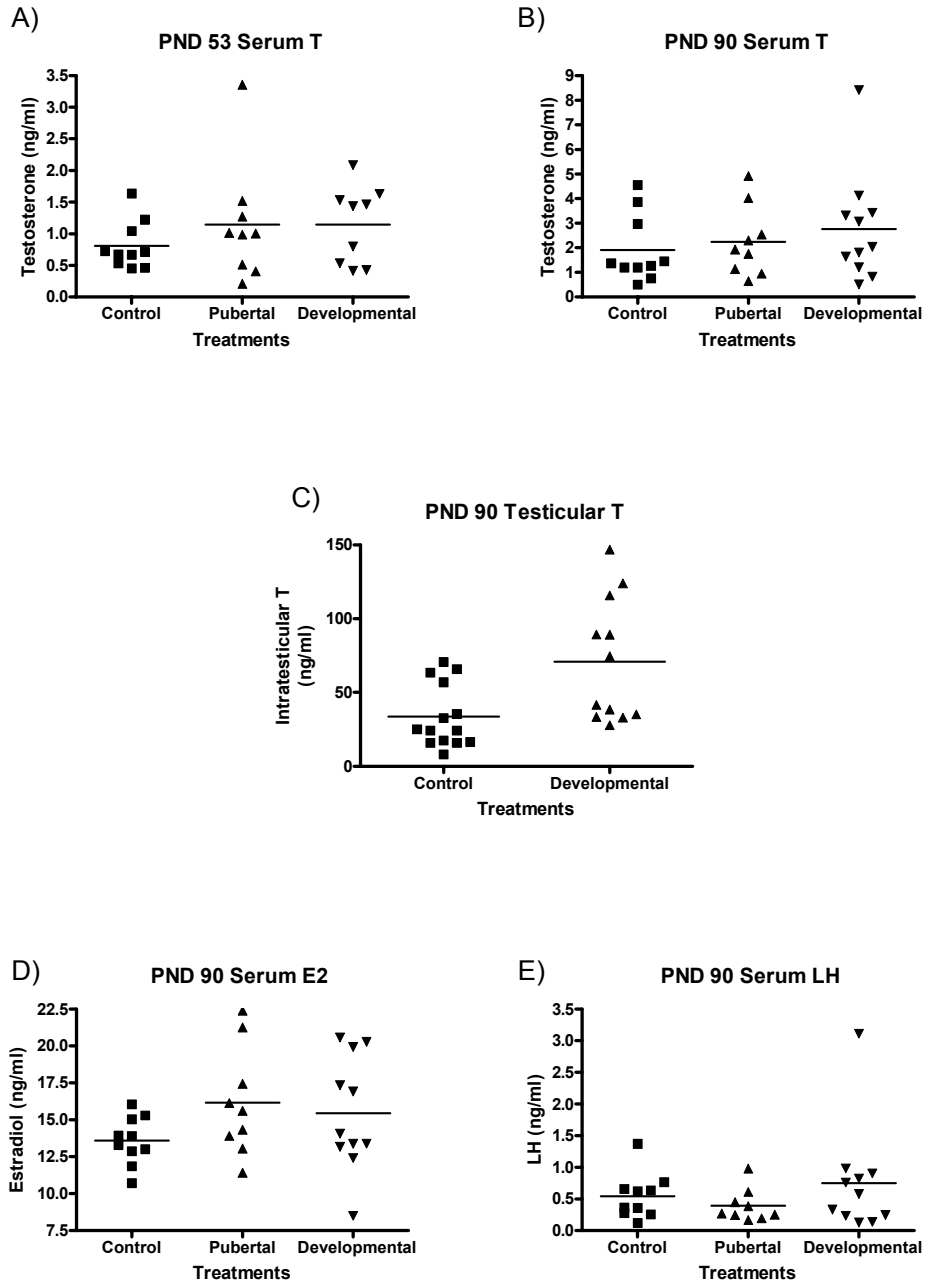 A)
PND 53 Serum T
Testosterone (ng/ml)
3.5
3.0
2.5
2.0
1.5
1.0
0.5
0.0
Control Pubertal Developmental
Treatments
B)
PND 90 Serum T
Testosterone (ng/ml)
9
8
7
6
5
4
3
2
1
0
Control Pubertal Developmental
Treatments
C)
PND 90 Testicular T
Intratesticular T
(ng/ml)
150
100
50
0
Control Developmental
Treatments
D)
PND 90 Serum E2
Estradiol (ng/ml)
22.5
20.0
17.5
15.0
12.5
10.0
7.5
Control Pubertal Developmental
Treatments
E)
PND 90 Serum LH
LH (ng/ml)
3.5
3.0
2.5
2.0
1.5
1.0
0.5
0.0
Control Pubertal Developmental
Treatments